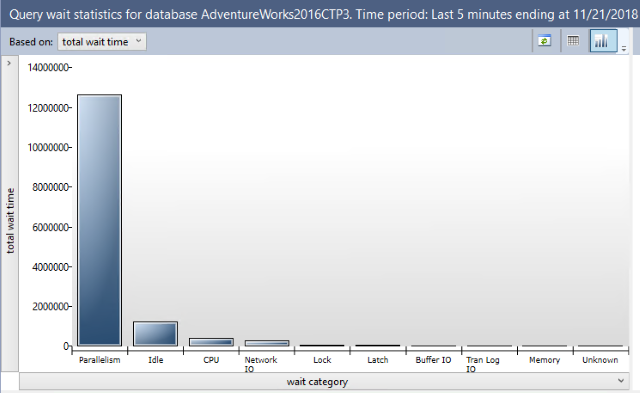 Query wait statistics for database AdventureWorks2016CTP3. Time period: Last 5 minutes ending at 11/21/2018
Based on: total wait time
14000000
12000000
10000000
8000000
6000000
4000000
2000000
0
total wait time
Parallelism Idle CPU Network IO Lock Latch Buffer IO Tran Log IO Memory Unknown
wait category